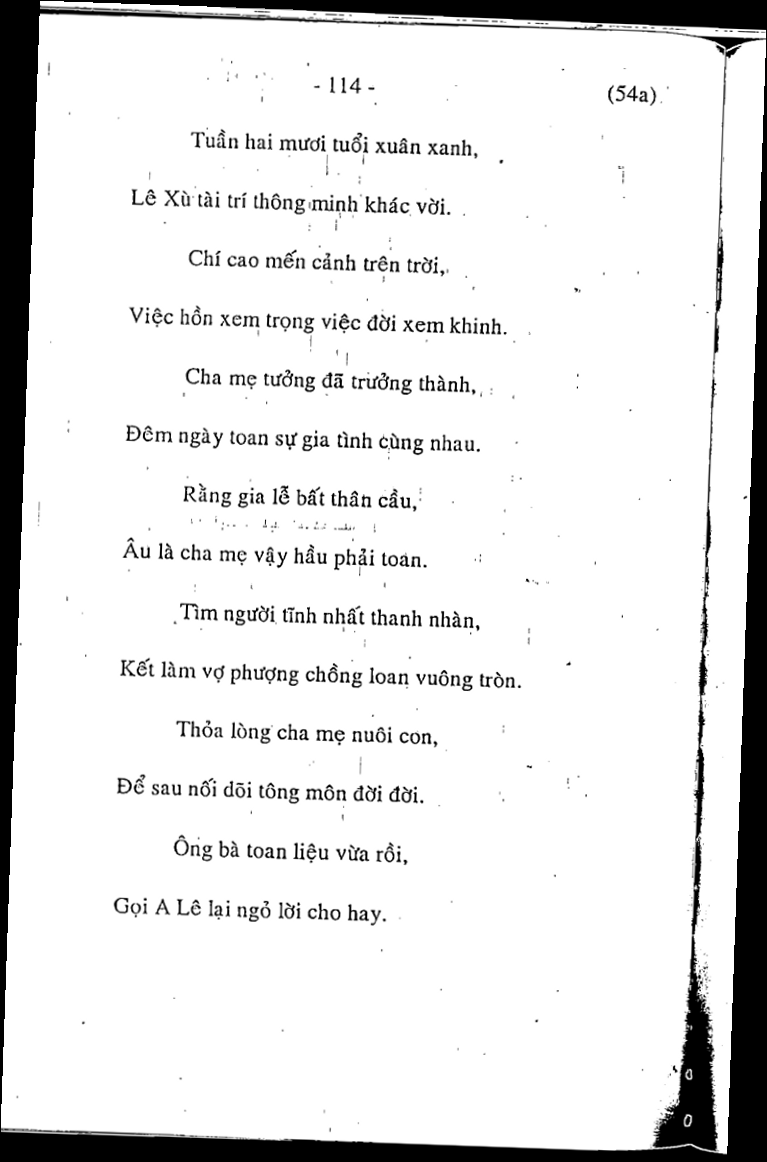 - 114 -
(54a)
Tuần hai mươi tuổi xuân xanh,
Lê Xù tài trí thông minh khác vời.
Chí cao mến cảnh trên trời,
Việc hồn xem trọng việc đời xem khinh.
Cha mẹ tưởng đã trưởng thành,
Đêm ngày toan sự gia tình cùng nhau.
Rằng gia lễ bất thân cầu,
Âu là cha mẹ vậy hầu phải toan.
Tìm người tĩnh nhất thanh nhàn,
Kết làm vợ phượng chồng loan vuông tròn.
Thỏa lòng cha mẹ nuôi con,
Để sau nối dõi tông môn đời đời.
Ông bà toan liệu vừa rồi,
Gọi A Lê lại ngỏ lời cho hay.